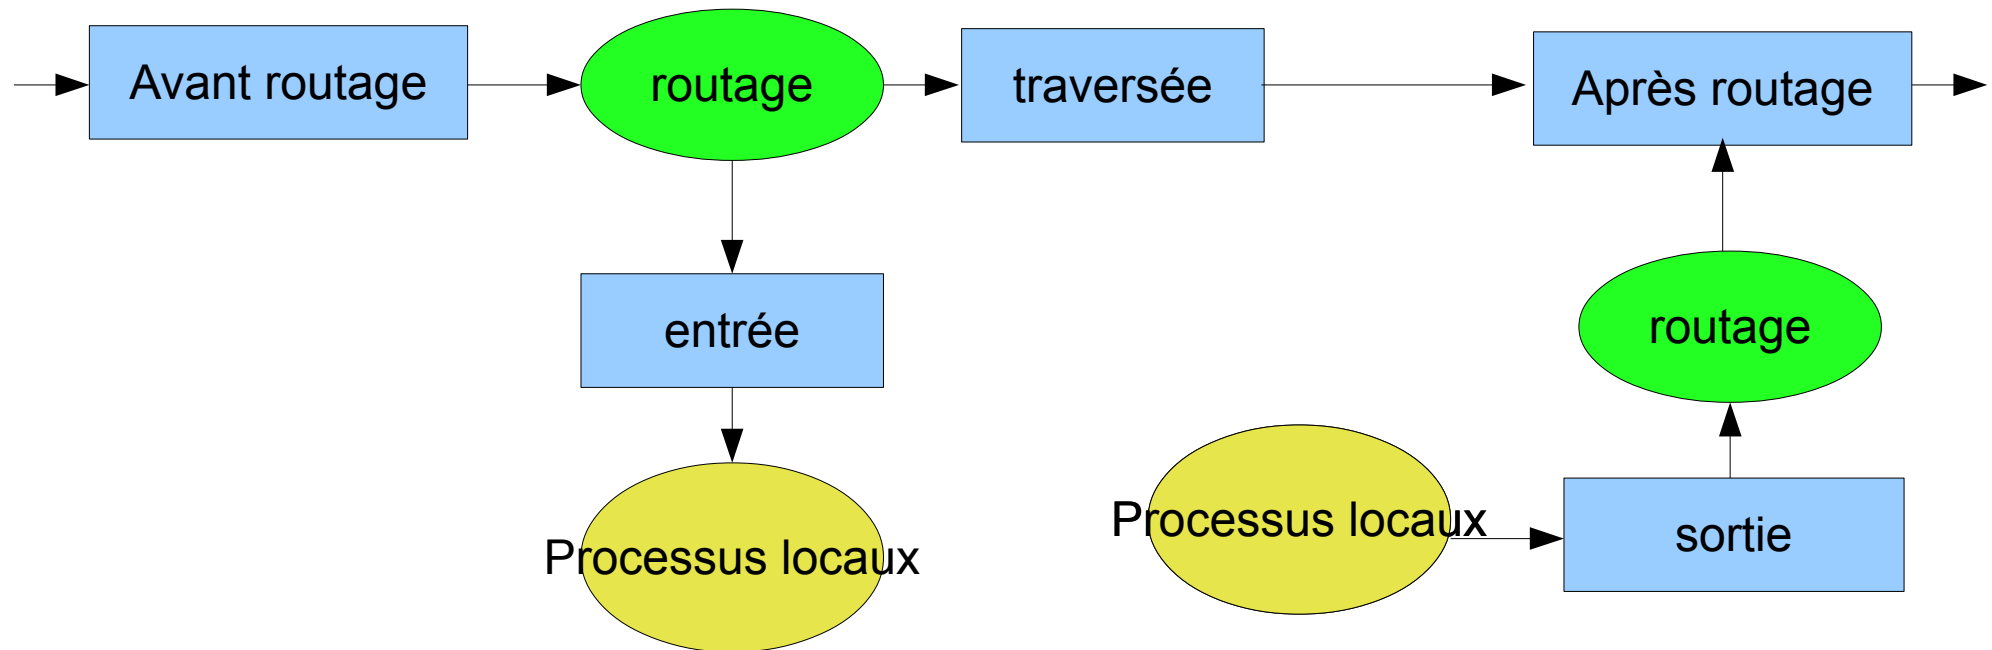 Avant routage
routage
traversée
Après routage
entrée
routage
Processus locaux
Processus locaux
sortie